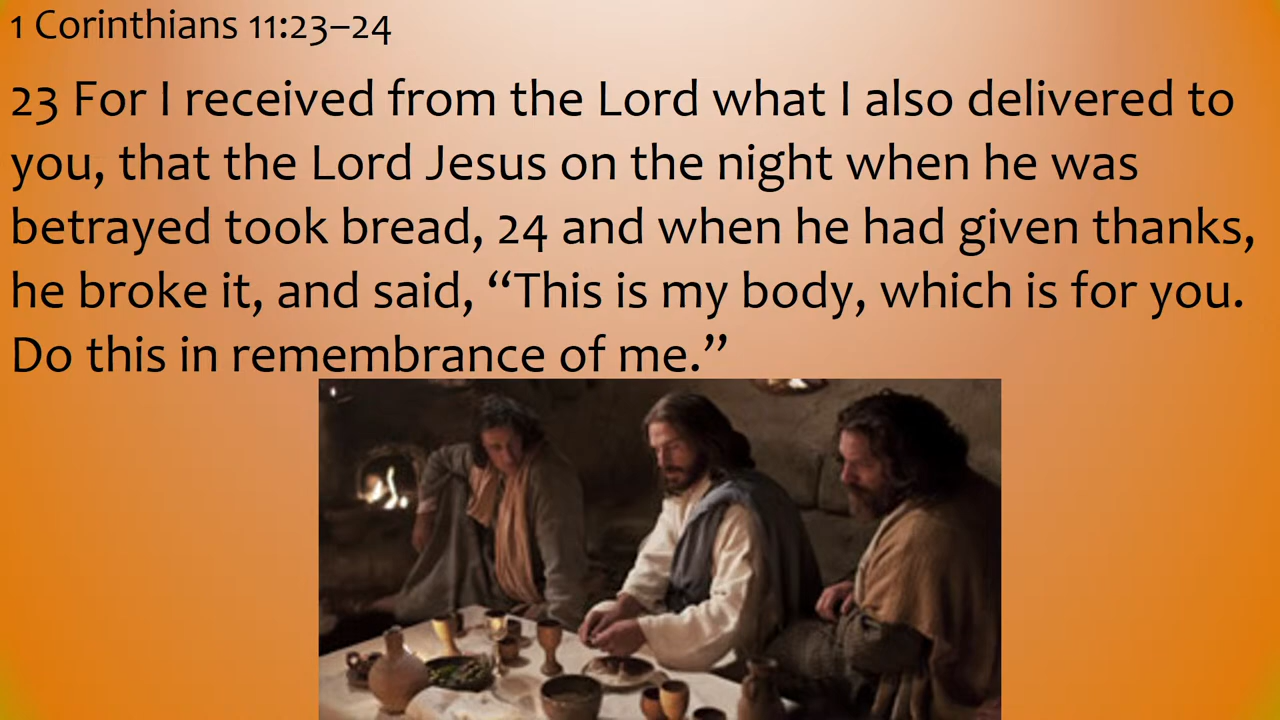 1 Corinthians 11:23–24
23 For I received from the Lord what I also delivered to
you, that the Lord Jesus on the night when he was
betrayed took bread, 24 and when he had given thanks,
he broke it, and said, “This is my body, which is for you.
Do this in remembrance of me.”